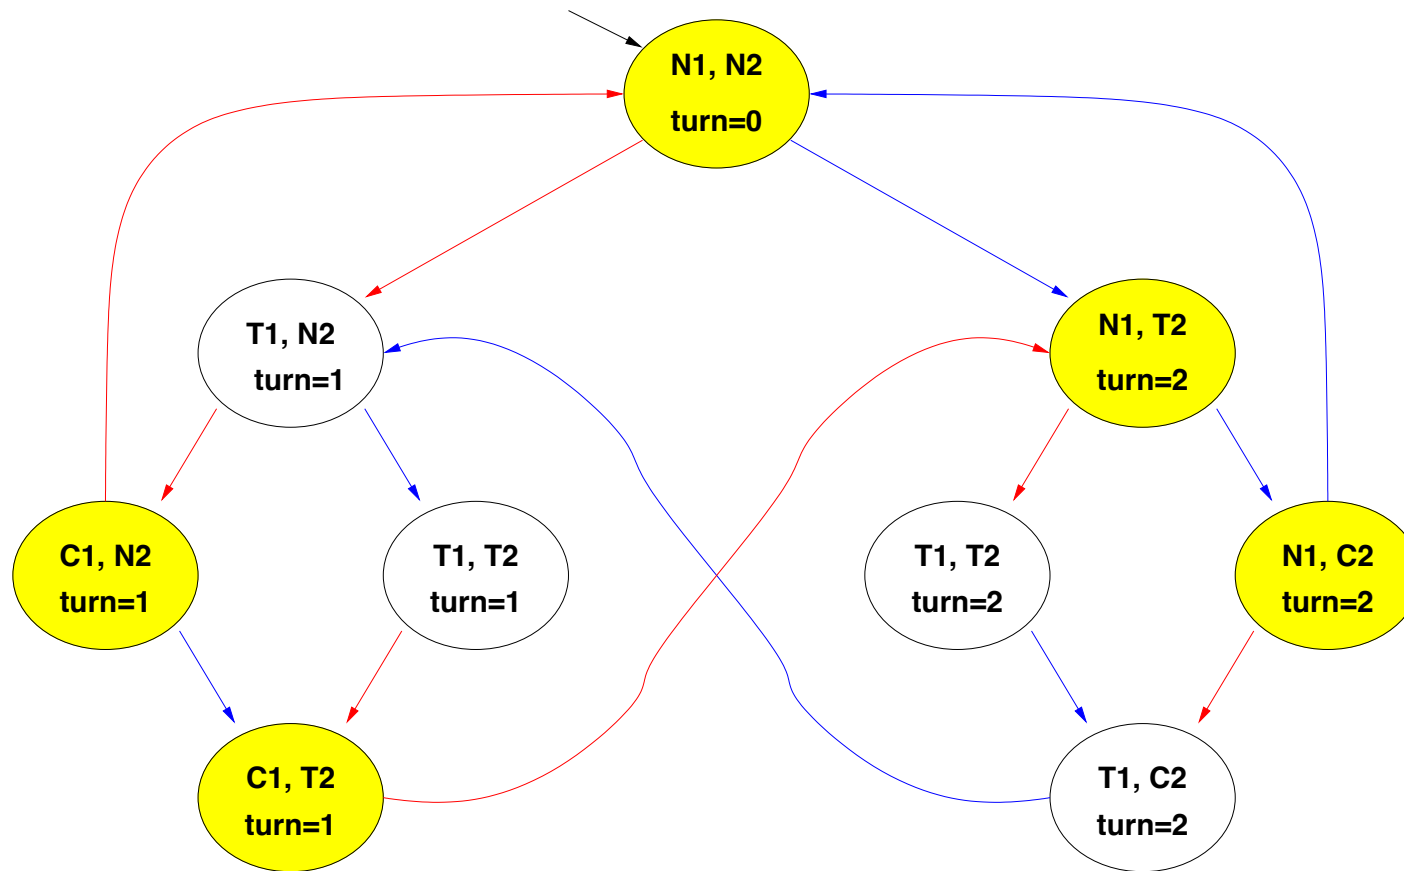 N1, N2
turn=0
T1, N2
turn=1
N1, T2
turn=2
C1, N2
turn=1
T1, T2
turn=1
T1, T2
turn=2
N1, C2
turn=2
C1, T2
turn=1
T1, C2
turn=2